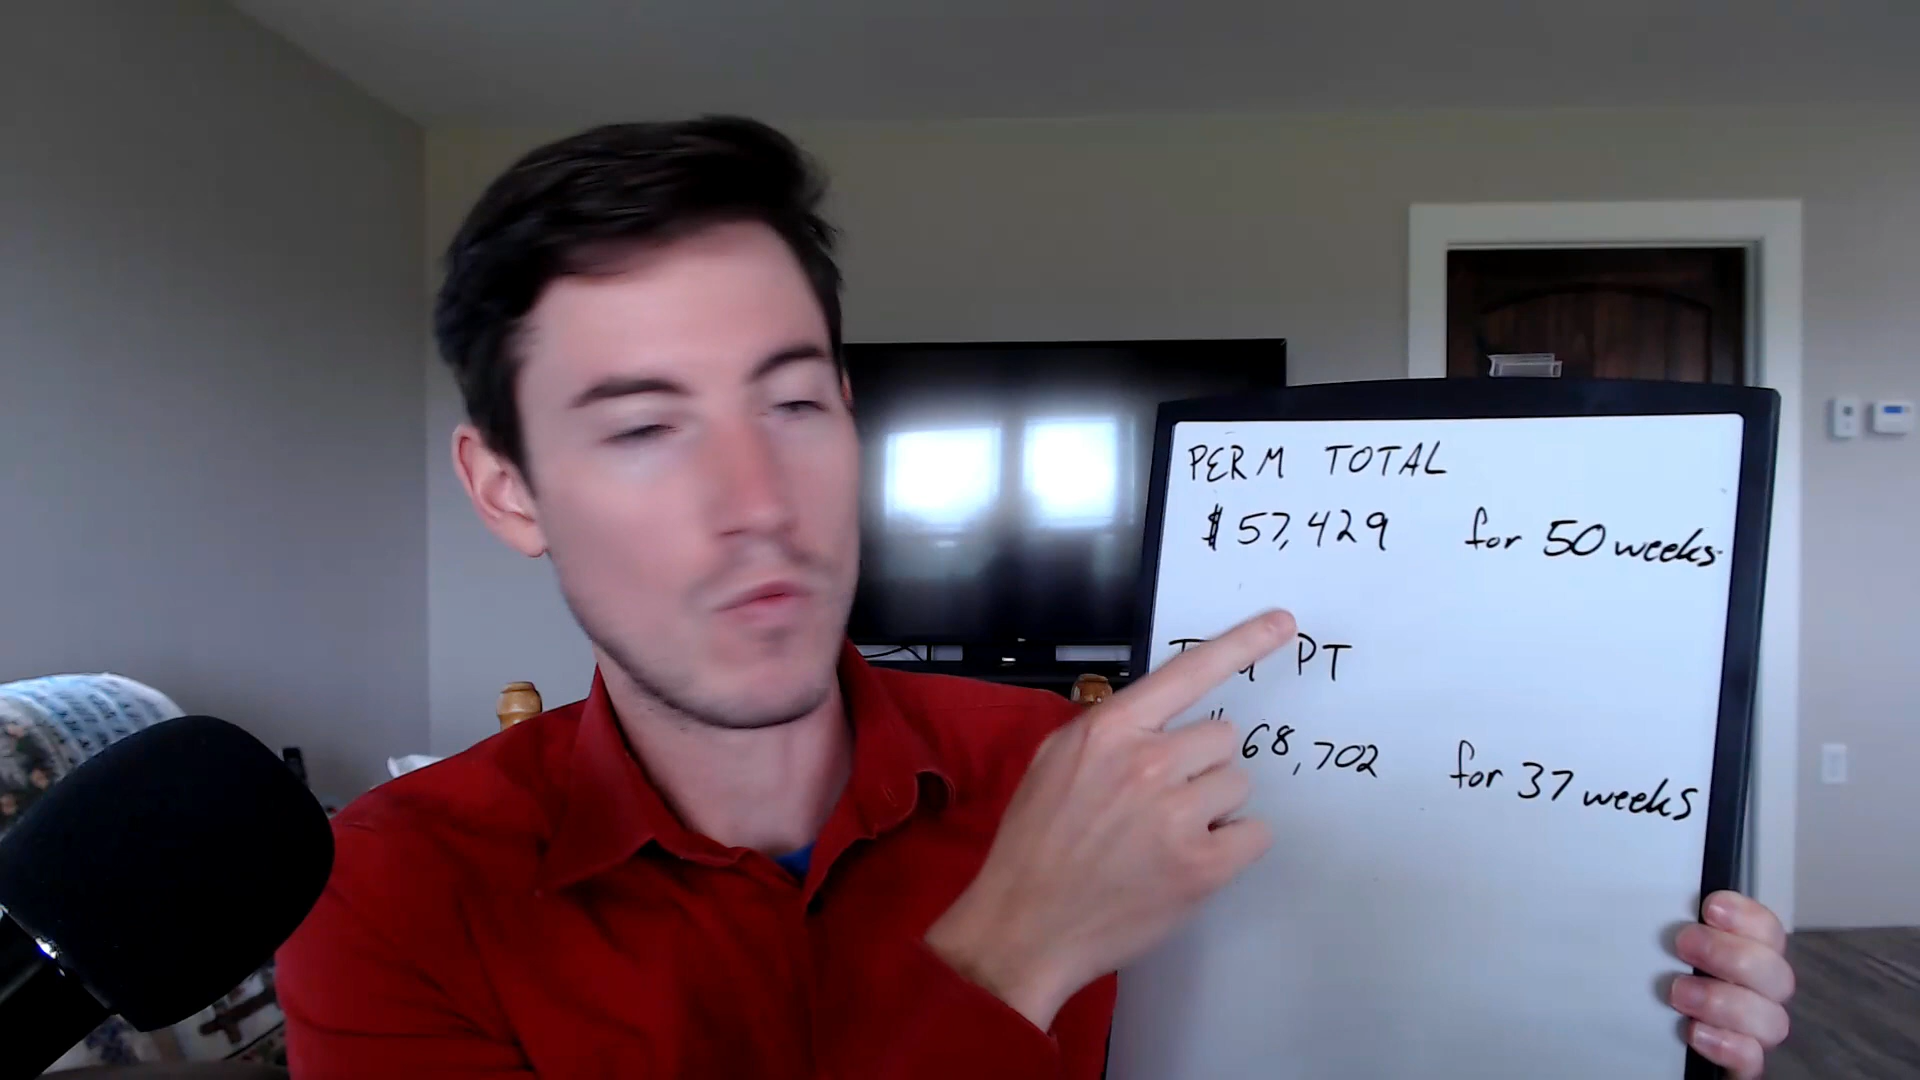 PERM TOTAL
$57,429 for 50 weeks
PT
68,702 for 37 weeks